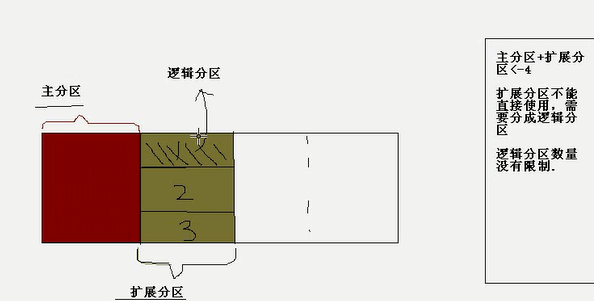 逻辑分区
主分区
2
3
扩展分区
主分区+扩展分
区<-4
扩展分区不能
直接使用，需
要分成逻辑分
区
逻辑分区数量
没有限制.